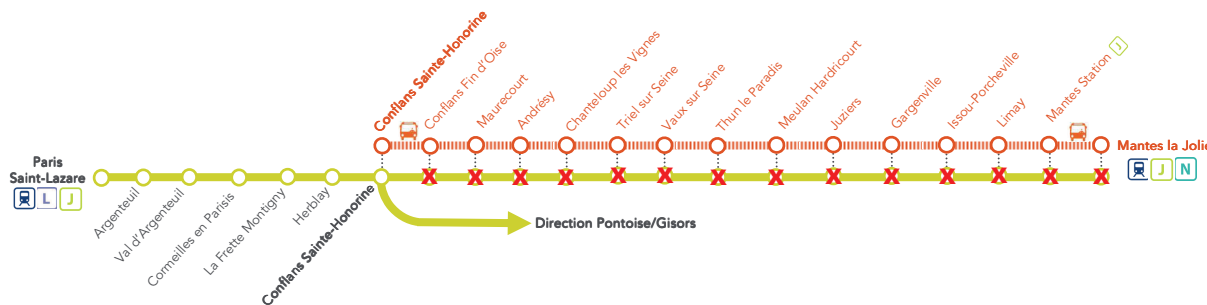 Conflans Sainte-Honorine
Conflans Fin d'Oise
Maurecourt
Andrésy
Chanteloup les Vignes
Triel sur Seine
Vaux sur Seine
Thun le Paradis
Meulan Hardricourt
Juziers
Gargenville
Issou-Porcheville
Limay
Mantes Station J
Mantes la Jolie
J N
Paris
Saint-Lazare
L J
Argenteuil
Val d'Argenteuil
Cormeilles en Parisis
La Frette Montigny
Herblay
Conflans Sainte-Honorine
X X X X X X X X X X X X X X
Direction Pontoise/Gisors